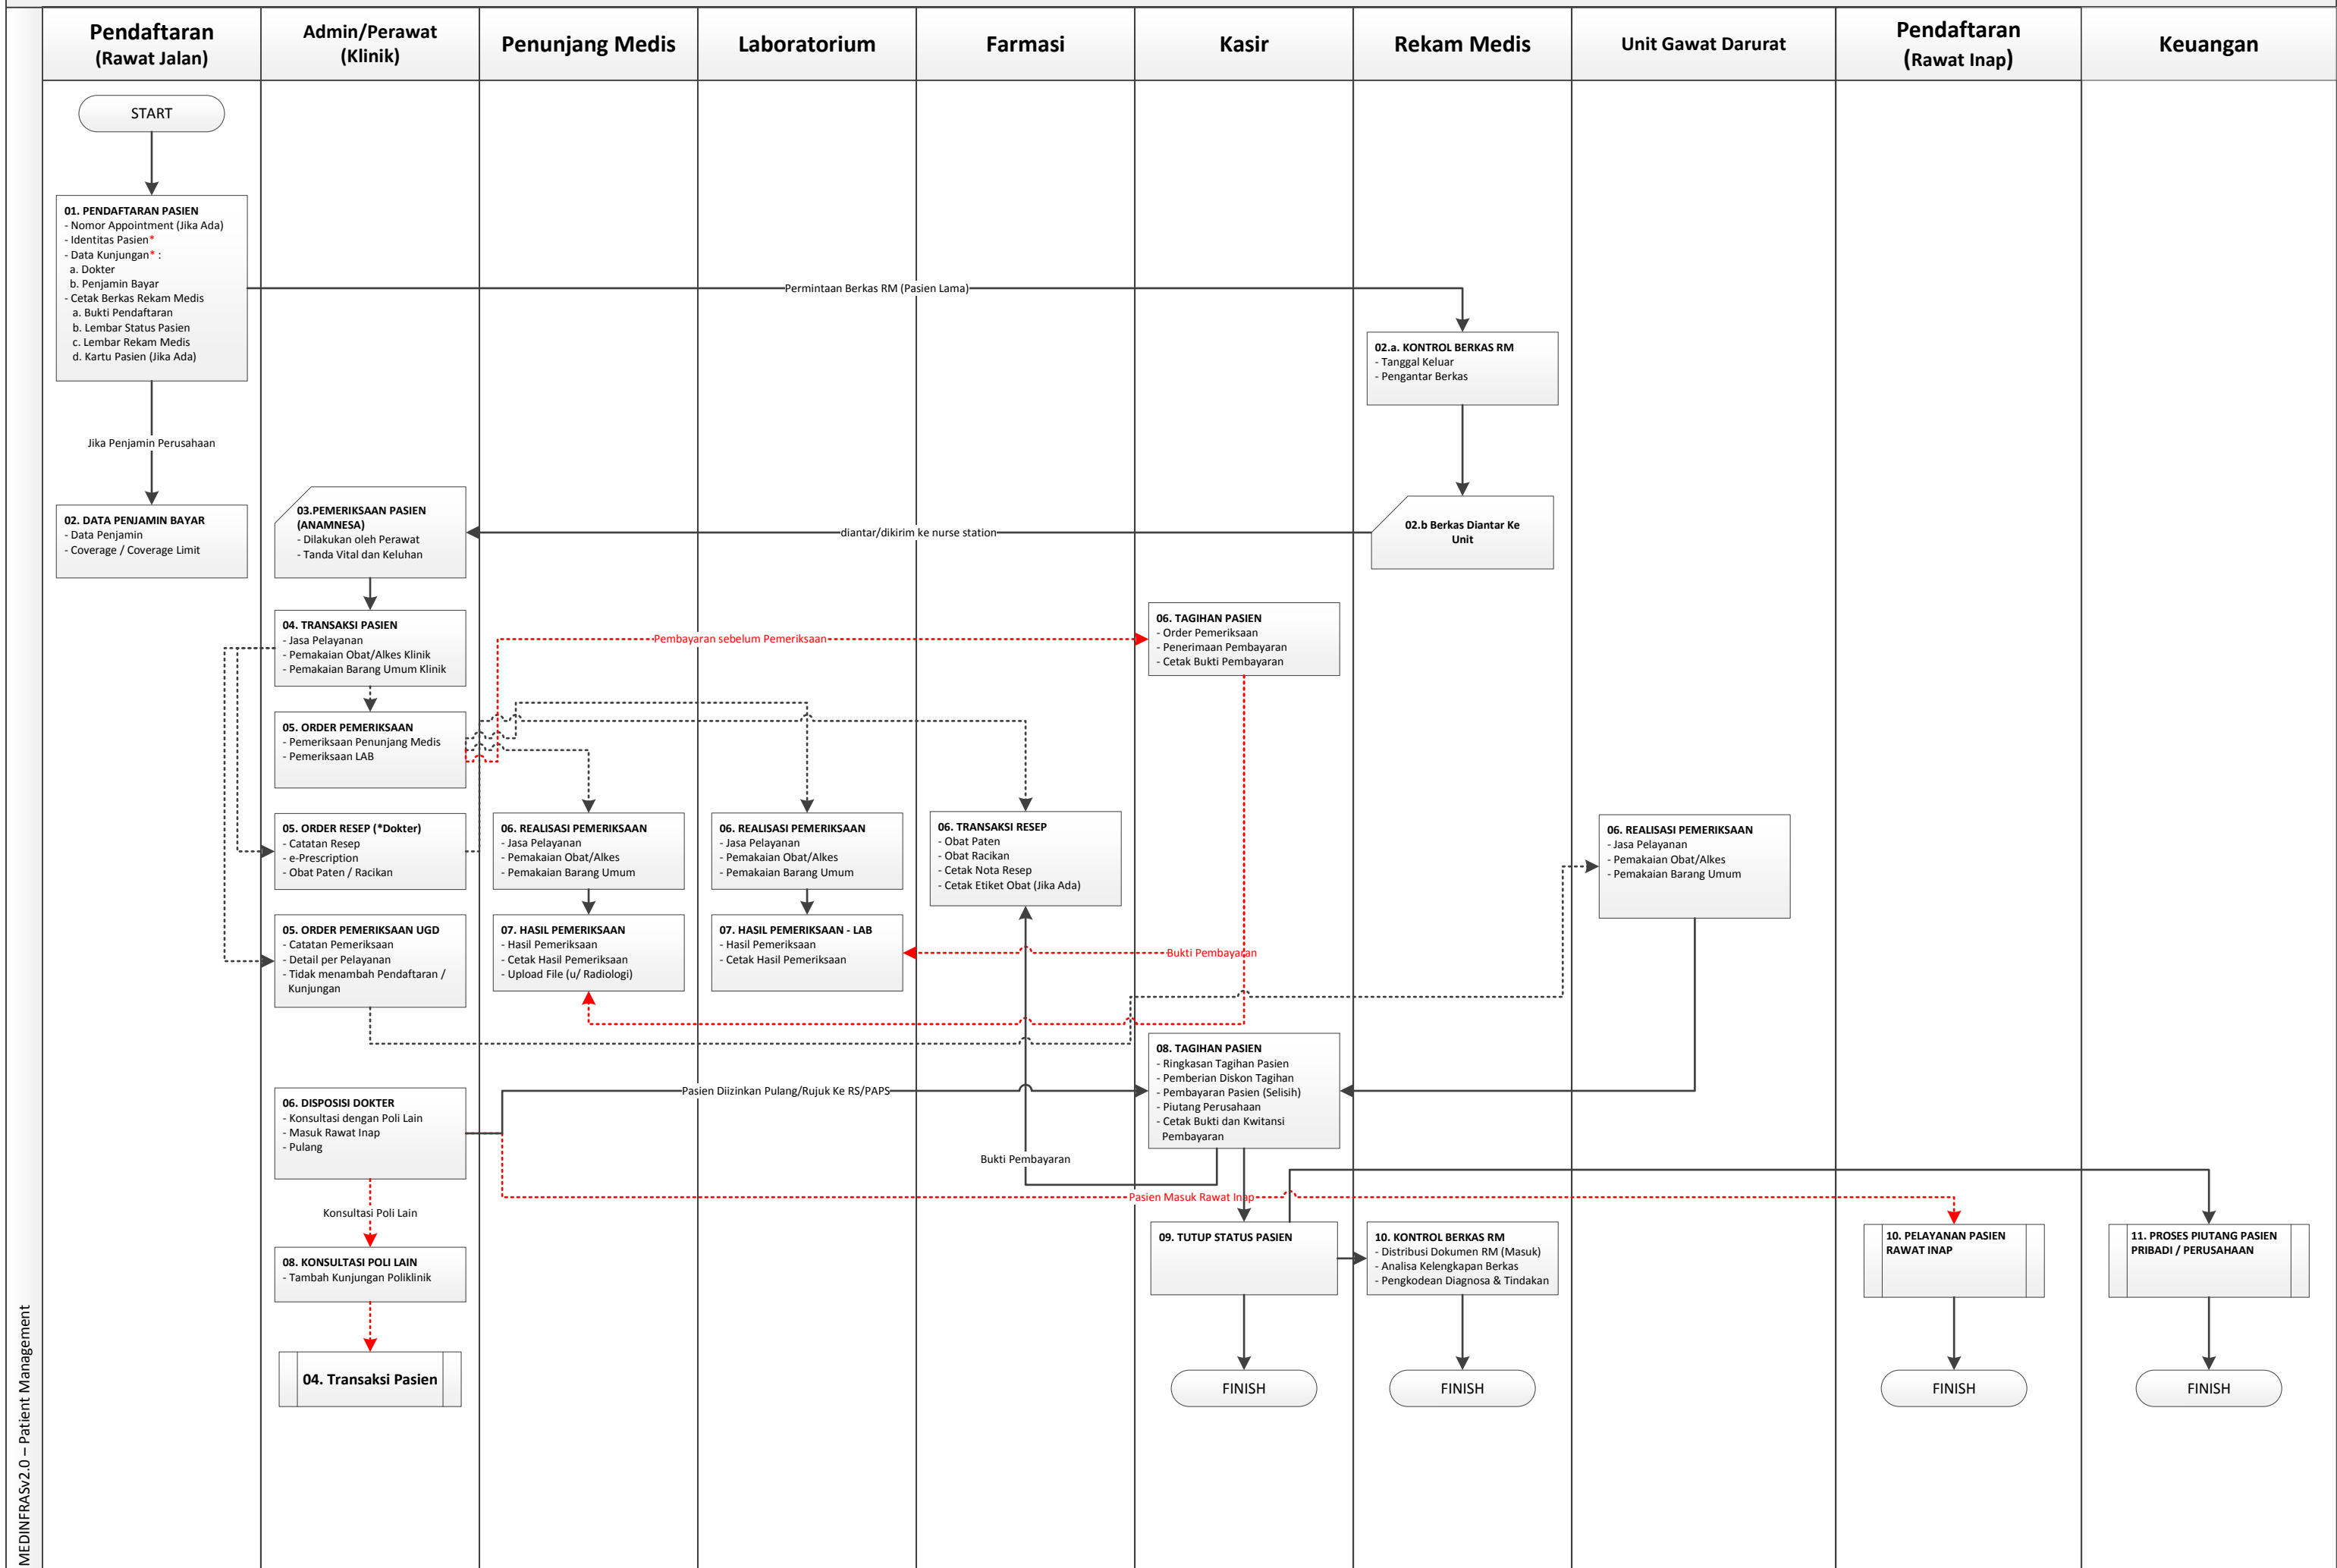 Pendaftaran
(Rawat Jalan)
Admin/Perawat
(Klinik)
Penunjang Medis
Laboratorium
Farmasi
Kasir
Rekam Medis
Unit Gawat Darurat
Pendaftaran
(Rawat Inap)
Keuangan
START
01. PENDAFTARAN PASIEN
- Nomor Appointment (Jika Ada)
- Identitas Pasien*
- Data Kunjungan* :
a. Dokter
b. Penjamin Bayar
- Cetak Berkas Rekam Medis
a. Bukti Pendaftaran
b. Lembar Status Pasien
c. Lembar Rekam Medis
d. Kartu Pasien (Jika Ada)
Permintaan Berkas RM (Pasien Lama)
02.a. KONTROL BERKAS RM
- Tanggal Keluar
- Pengantar Berkas
Jika Penjamin Perusahaan
02. DATA PENJAMIN BAYAR
- Data Penjamin
- Coverage / Coverage Limit
03.PEMERIKSAAN PASIEN
(ANAMNESA)
- Dilakukan oleh Perawat
- Tanda Vital dan Keluhan
diantar/dikirim ke nurse station
02.b Berkas Diantar Ke
Unit
04. TRANSAKSI PASIEN
- Jasa Pelayanan
- Pemakaian Obat/Alkes Klinik
- Pemakaian Barang Umum Klinik
Pembayaran sebelum Pemeriksaan
06. TAGIHAN PASIEN
- Order Pemeriksaan
- Penerimaan Pembayaran
- Cetak Bukti Pembayaran
05. ORDER PEMERIKSAAN
- Pemeriksaan Penunjang Medis
- Pemeriksaan LAB
05. ORDER RESEP (*Dokter)
- Catatan Resep
- e-Prescription
- Obat Paten / Racikan
06. REALISASI PEMERIKSAAN
- Jasa Pelayanan
- Pemakaian Obat/Alkes
- Pemakaian Barang Umum
06. REALISASI PEMERIKSAAN
- Jasa Pelayanan
- Pemakaian Obat/Alkes
- Pemakaian Barang Umum
06. TRANSAKSI RESEP
- Obat Paten
- Obat Racikan
- Cetak Nota Resep
- Cetak Etiket Obat (Jika Ada)
06. REALISASI PEMERIKSAAN
- Jasa Pelayanan
- Pemakaian Obat/Alkes
- Pemakaian Barang Umum
05. ORDER PEMERIKSAAN UGD
- Catatan Pemeriksaan
- Detail per Pelayanan
- Tidak menambah Pendaftaran /
Kunjungan
07. HASIL PEMERIKSAAN
- Hasil Pemeriksaan
- Cetak Hasil Pemeriksaan
- Upload File (u/ Radiologi)
07. HASIL PEMERIKSAAN - LAB
- Hasil Pemeriksaan
- Cetak Hasil Pemeriksaan
Bukti Pembayaran
08. TAGIHAN PASIEN
- Ringkasan Tagihan Pasien
- Pemberian Diskon Tagihan
- Pembayaran Pasien (Selisih)
- Piutang Perusahaan
- Cetak Bukti dan Kwitansi
Pembayaran
Pasien Diizinkan Pulang/Rujuk Ke RS/PAPS
06. DISPOSISI DOKTER
- Konsultasi dengan Poli Lain
- Masuk Rawat Inap
- Pulang
Bukti Pembayaran
Pasien Masuk Rawat Inap
Konsultasi Poli Lain
08. KONSULTASI POLI LAIN
- Tambah Kunjungan Poliklinik
09. TUTUP STATUS PASIEN
10. KONTROL BERKAS RM
- Distribusi Dokumen RM (Masuk)
- Analisa Kelengkapan Berkas
- Pengkodean Diagnosa & Tindakan
10. PELAYANAN PASIEN
RAWAT INAP
11. PROSES PIUTANG PASIEN
PRIBADI / PERUSAHAAN
04. Transaksi Pasien
FINISH
FINISH
FINISH
FINISH
MEDINFRASv2.0 – Patient Management